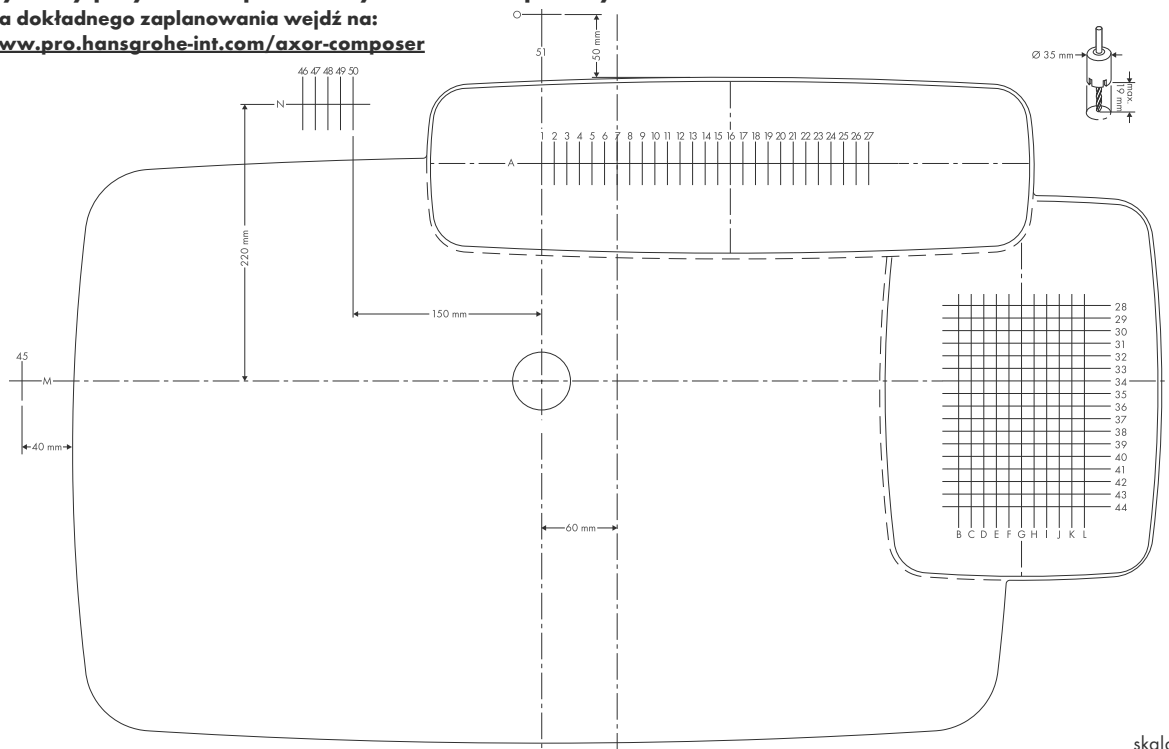 a dokładnego zaplanowania wejdź na:
www.pro.hansgrohe-int.com/axor-composer
O
51
50 mm
Ø 35 mm
max.
19 mm
46 47 48 49 50
N
1 2 3 4 5 6 7 8 9 10 11 12 13 14 15 16 17 18 19 20 21 22 23 24 25 26 27
A
220 mm
150 mm
28
29
30
31
32
33
34
35
36
37
38
39
40
41
42
43
44
45
M
40 mm
60 mm
B C D E F G H I J K L
skala